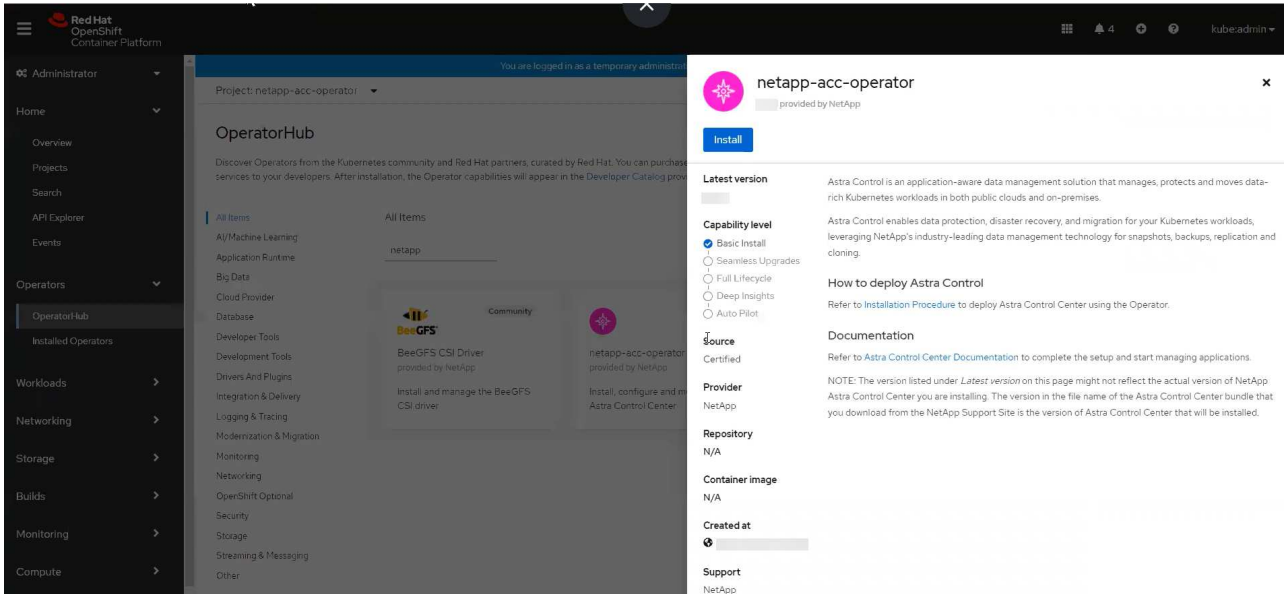 Red Hat
OpenShift
Container Platform
4
kube:admin
Administrator
Home
Overview
Projects
Search
API Explorer
Events
Operators
OperatorHub
Installed Operators
Workloads
Networking
Storage
Builds
Monitoring
Compute
You are logged in as a temporary administrat
Project: netapp-acc-operator
OperatorHub
Discover Operators from the Kubernetes community and Red Hat partners, curated by Red Hat. You can purchase
services to your developers. After installation, the Operator capabilities will appear in the Developer Catalog prov
All Items
AI/Machine Learning
Application Runtime
Big Data
Cloud Provider
Database
Developer Tools
Development Tools
Drivers And Plugins
Integration & Delivery
Logging & Tracing
Modernization & Migration
Monitoring
Networking
OpenShift Optional
Security
Storage
Streaming & Messaging
Other
All Items
netapp
BeeGFS
Community
BeeGFS CSI Driver
provided by NetApp
Install and manage the BeeGFS
CSI driver
netapp-acc-operator
provided by NetApp
Install, configure and m
Astra Control Center
netapp-acc-operator
provided by NetApp
Install
Latest version
Capability level
Basic Install
Seamless Upgrades
Full Lifecycle
Deep Insights
Auto Pilot
Source
Certified
Provider
NetApp
Repository
N/A
Container image
N/A
Created at
Support
NetApp
Astra Control is an application-aware data management solution that manages, protects and moves data-
rich Kubernetes workloads in both public clouds and on-premises.
Astra Control enables data protection, disaster recovery, and migration for your Kubernetes workloads,
leveraging NetApp's industry-leading data management technology for snapshots, backups, replication and
cloning.
How to deploy Astra Control
Refer to Installation Procedure to deploy Astra Control Center using the Operator.
Documentation
Refer to Astra Control Center Documentation to complete the setup and start managing applications.
NOTE: The version listed under Latest version on this page might not reflect the actual version of NetApp
Astra Control Center you are installing. The version in the file name of the Astra Control Center bundle that
you download from the NetApp Support Site is the version of Astra Control Center that will be installed.